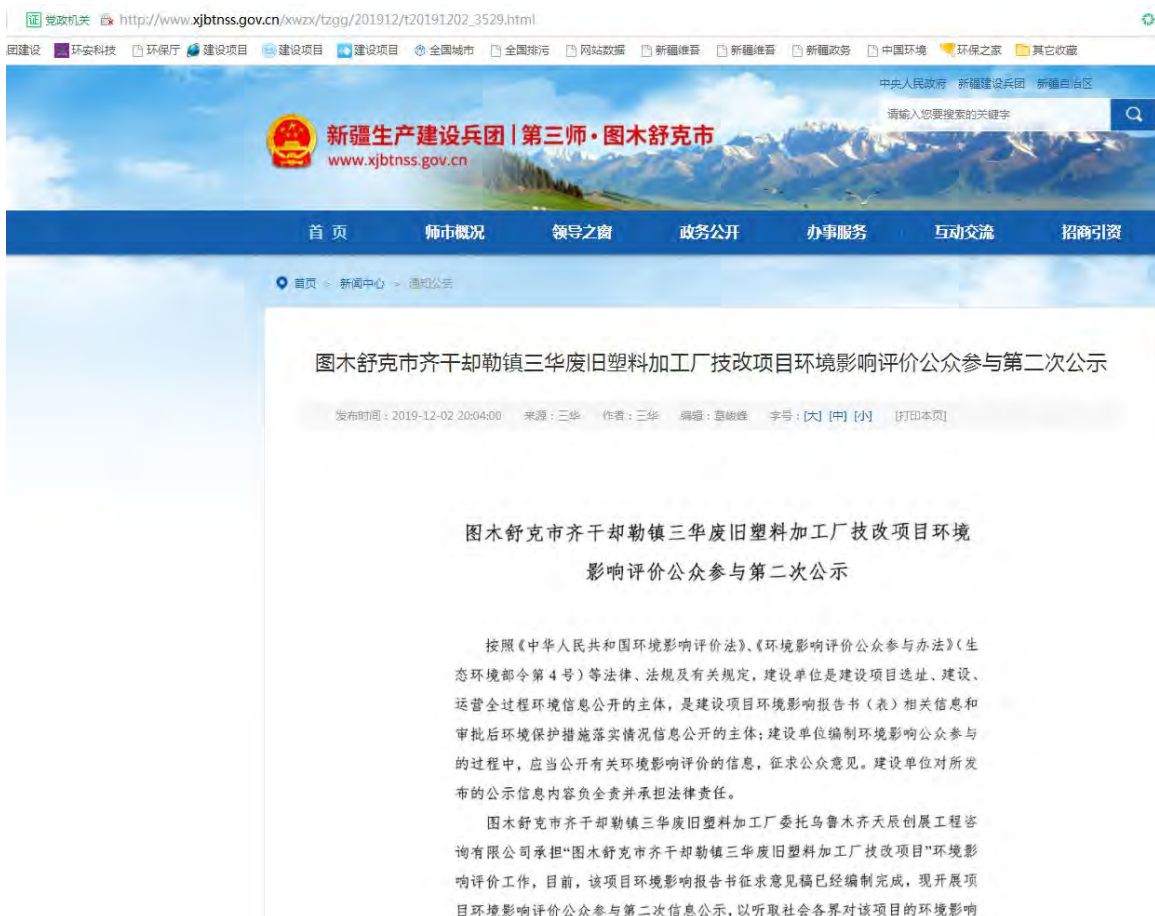 证 党政机关 http://www.xjbtnss.gov.cn/xwzx/tzgg/201912/t20191202_3529.html
团建设 环安科技 环保厅 建设项目 建设项目 建设项目 全国城市 全国排污 网站数据 新疆维吾 新疆维吾 新疆政务 中国环境 环保之家 其它收藏
中央人民政府 新疆建设兵团 新疆自治区
请输入您要搜索的关键字
新疆生产建设兵团 | 第三师·图木舒克市
www.xjbtnss.gov.cn
首 页 师市概况 领导之窗 政务公开 办事服务 互动交流 招商引资
首页 > 新闻中心 > 通知公告
图木舒克市齐干却勒镇三华废旧塑料加工厂技改项目环境影响评价公众参与第二次公示
发布时间：2019-12-02 20:04:00 来源：三华 作者：三华 编辑：峻峰 字号：[大] [中] [小] [打印本页]
图木舒克市齐干却勒镇三华废旧塑料加工厂技改项目环境
影响评价公众参与第二次公示
按照《中华人民共和国环境影响评价法》、《环境影响评价公众参与办法》（生
态环境部令第 4 号）等法律、法规及有关规定，建设单位是建设项目选址、建设、
运营全过程环境信息公开的主体，是建设项目环境影响报告书（表）相关信息和
审批后环境保护措施落实情况信息公开的主体；建设单位编制环境影响公众参与
的过程中，应当公开有关环境影响评价的信息，征求公众意见。建设单位对所发
布的公示信息内容负全责并承担法律责任。
图木舒克市齐干却勒镇三华废旧塑料加工厂委托乌鲁木齐天辰创展工程咨
询有限公司承担“图木舒克市齐干却勒镇三华废旧塑料加工厂技改项目”环境影
响评价工作，目前，该项目环境影响报告书征求意见稿已经编制完成，现开展项
目环境影响评价公众参与第二次信息公示，以听取社会各界对该项目的环境影响